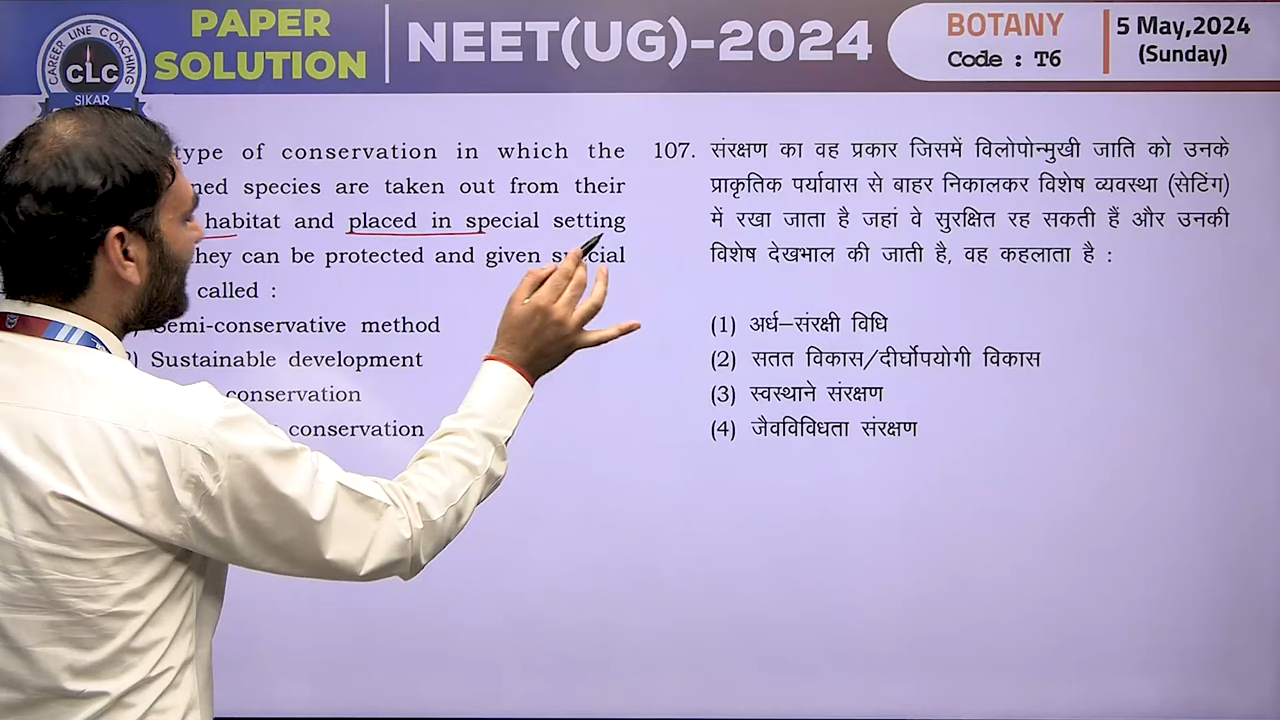 PAPER
SOLUTION
NEET(UG)-2024
BOTANY
Code : T6
5 May,2024
(Sunday)
CAREER LINE COACHING
CLC
SIKAR
type of conservation in which the
species are taken out from their
habitat and placed in special setting
they can be protected and given special
called :
Semi-conservative method
Sustainable development
conservation
conservation
107. संरक्षण का वह प्रकार जिसमें विलोपोन्मुखी जाति को उनके
प्राकृतिक पर्यावास से बाहर निकालकर विशेष व्यवस्था (सेटिंग)
में रखा जाता है जहां वे सुरक्षित रह सकती हैं और उनकी
विशेष देखभाल की जाती है, वह कहलाता है :
(1) अर्ध–संरक्षी विधि
(2) सतत विकास/दीर्घोपयोगी विकास
(3) स्वस्थाने संरक्षण
(4) जैवविविधता संरक्षण